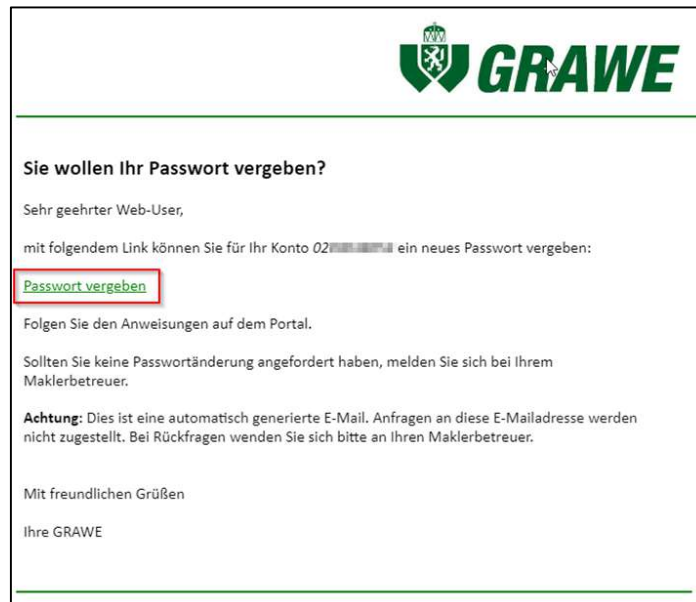 GRAWE
Sie wollen Ihr Passwort vergeben?
Sehr geehrter Web-User,
mit folgendem Link können Sie für Ihr Konto 02 ein neues Passwort vergeben:
Passwort vergeben
Folgen Sie den Anweisungen auf dem Portal.
Sollten Sie keine Passwortänderung angefordert haben, melden Sie sich bei Ihrem
Maklerbetreuer.
Achtung: Dies ist eine automatisch generierte E-Mail. Anfragen an diese E-Mailadresse werden
nicht zugestellt. Bei Rückfragen wenden Sie sich bitte an Ihren Maklerbetreuer.
Mit freundlichen Grüßen
Ihre GRAWE